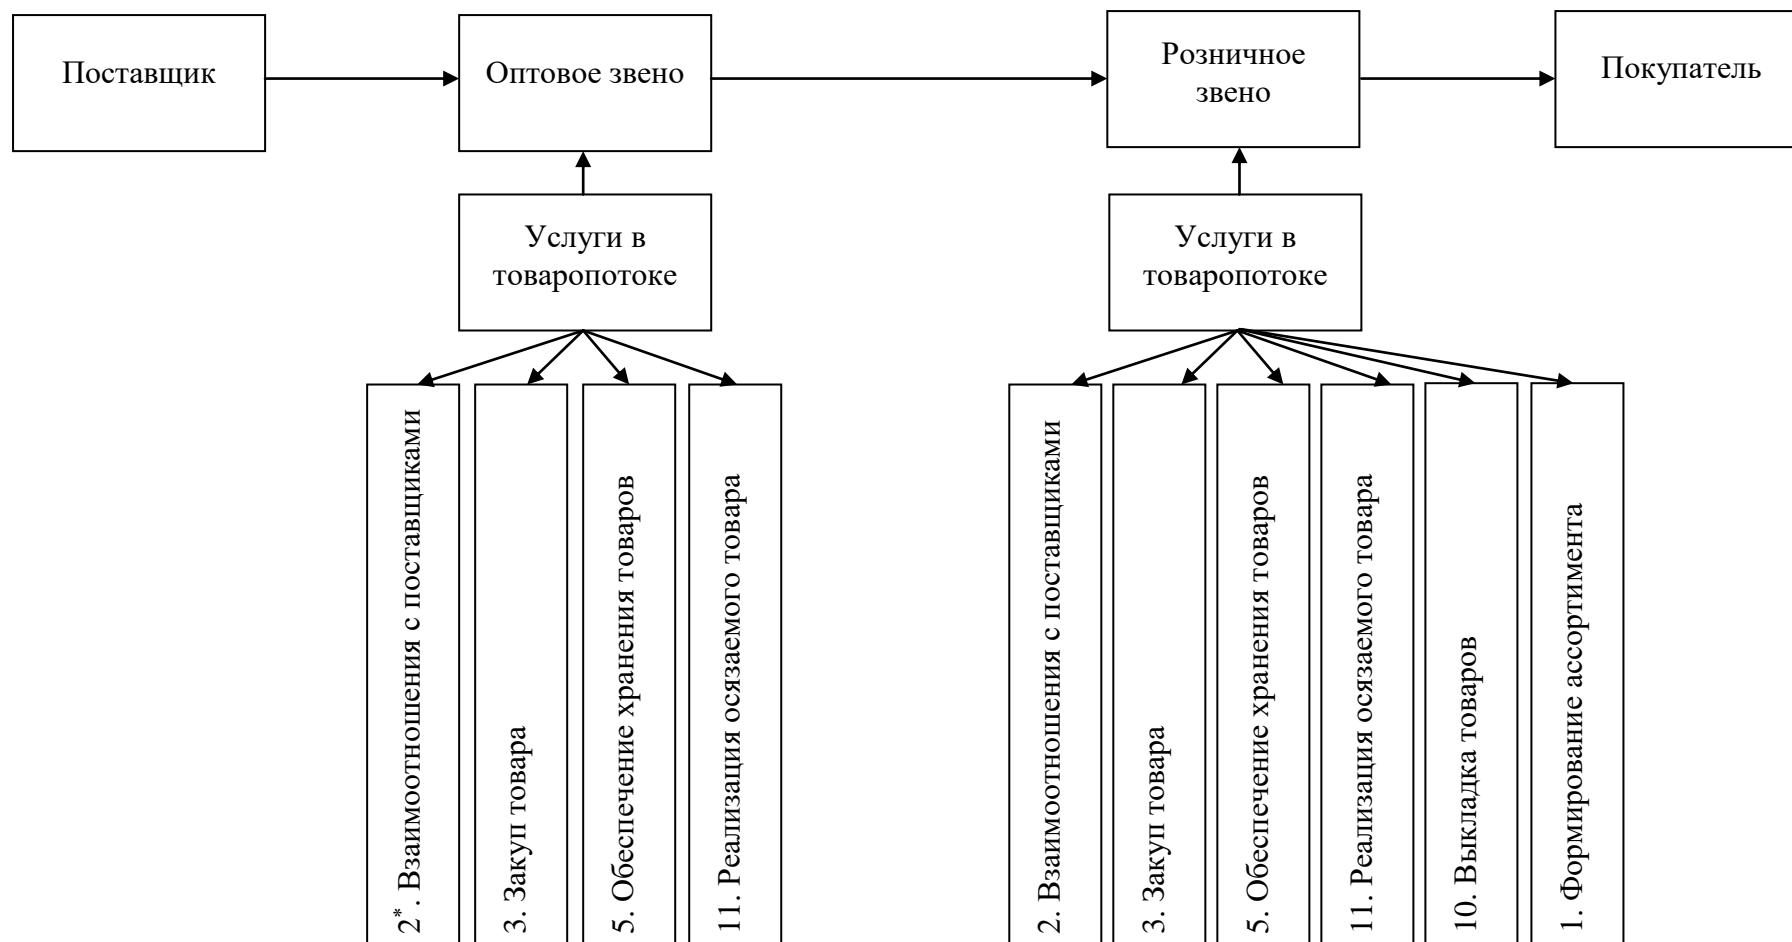 Поставщик
Оптовое звено
Розничное
звено
Покупатель
Услуги в
товаропотоке
Услуги в
товаропотоке
2*. Взаимоотношения с поставщиками
3. Закуп товара
5. Обеспечение хранения товаров
11. Реализация осязаемого товара
2. Взаимоотношения с поставщиками
3. Закуп товара
5. Обеспечение хранения товаров
11. Реализация осязаемого товара
10. Выкладка товаров
1. Формирование ассортимента